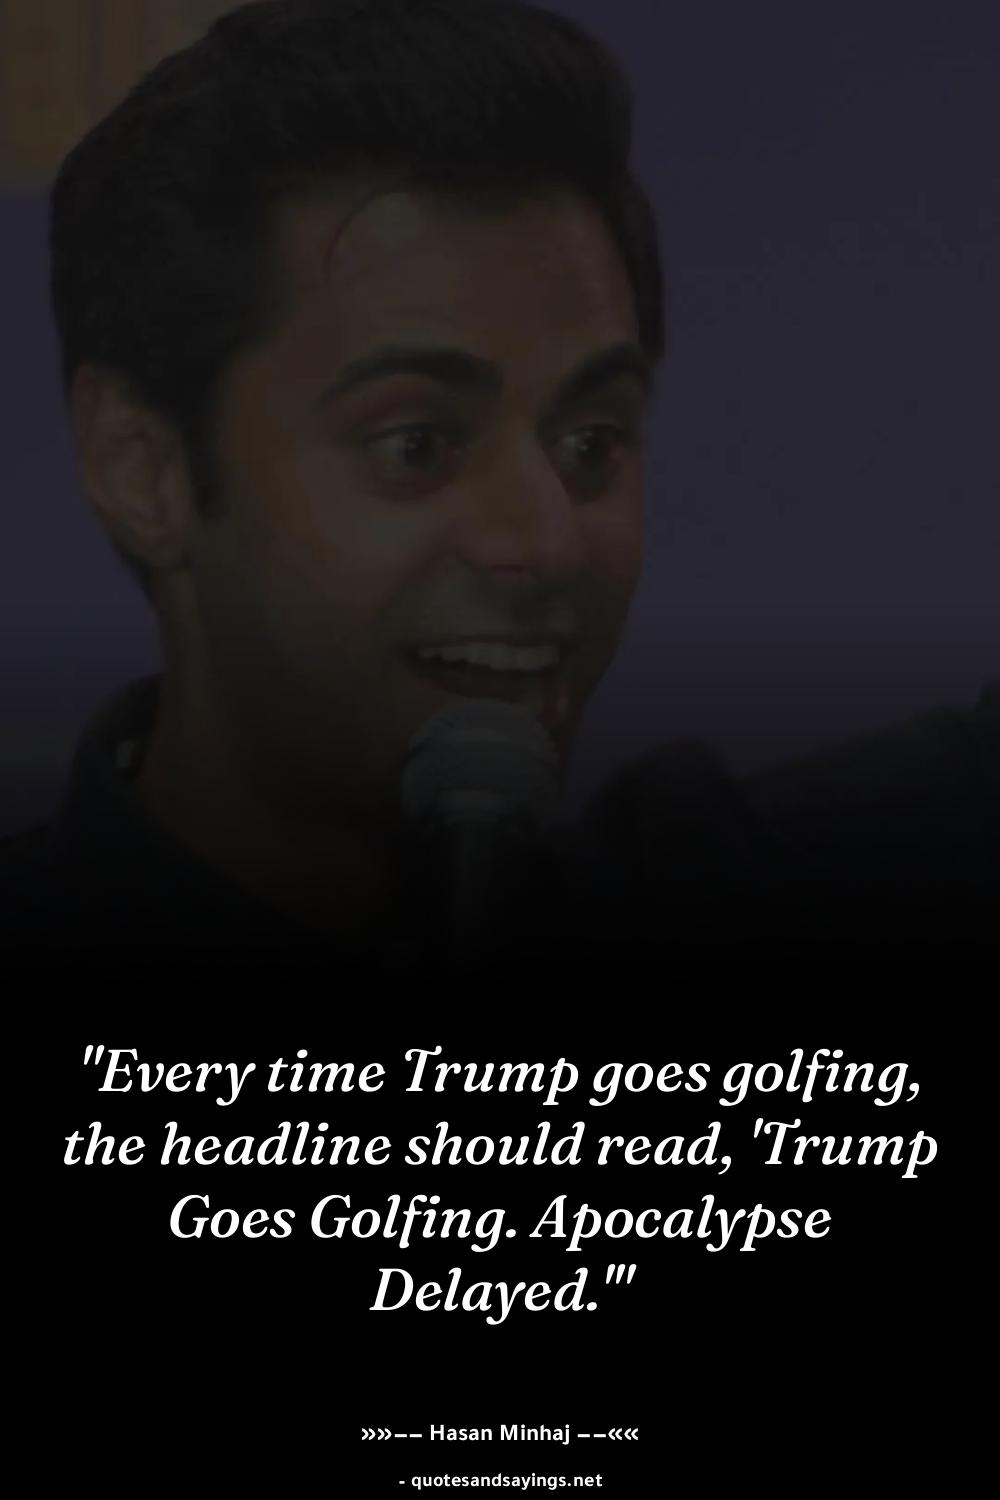 "Every time Trump goes golfing,
the headline should read, 'Trump
Goes Golfing. Apocalypse
Delayed.'"
»»−− Hasan Minhaj −−««
- quotesandsayings.net